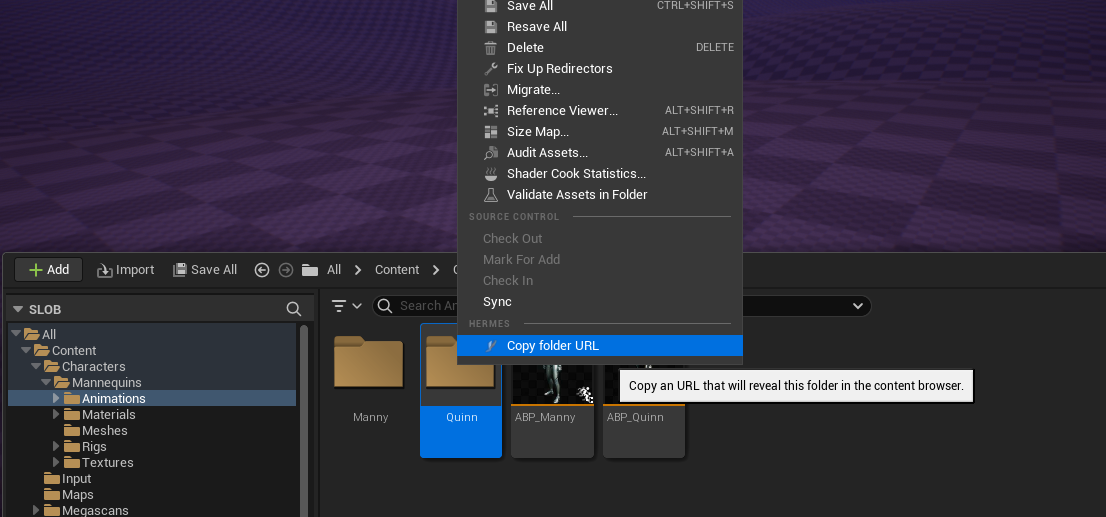 Save All CTRL+SHIFT+S
Resave All
Delete DELETE
Fix Up Redirectors
Migrate...
Reference Viewer... ALT+SHIFT+R
Size Map... ALT+SHIFT+M
Audit Assets... ALT+SHIFT+A
Shader Cook Statistics...
Validate Assets in Folder
SOURCE CONTROL
Check Out
Mark For Add
Check In
Sync
HERMES
Copy folder URL
Copy an URL that will reveal this folder in the content browser.
Add Import Save All All Content
SLOB
All
Content
Characters
Mannequins
Animations
Materials
Meshes
Rigs
Textures
Input
Maps
Megascans
Search An
Manny
Quinn
ABP_Manny
ABP_Quinn